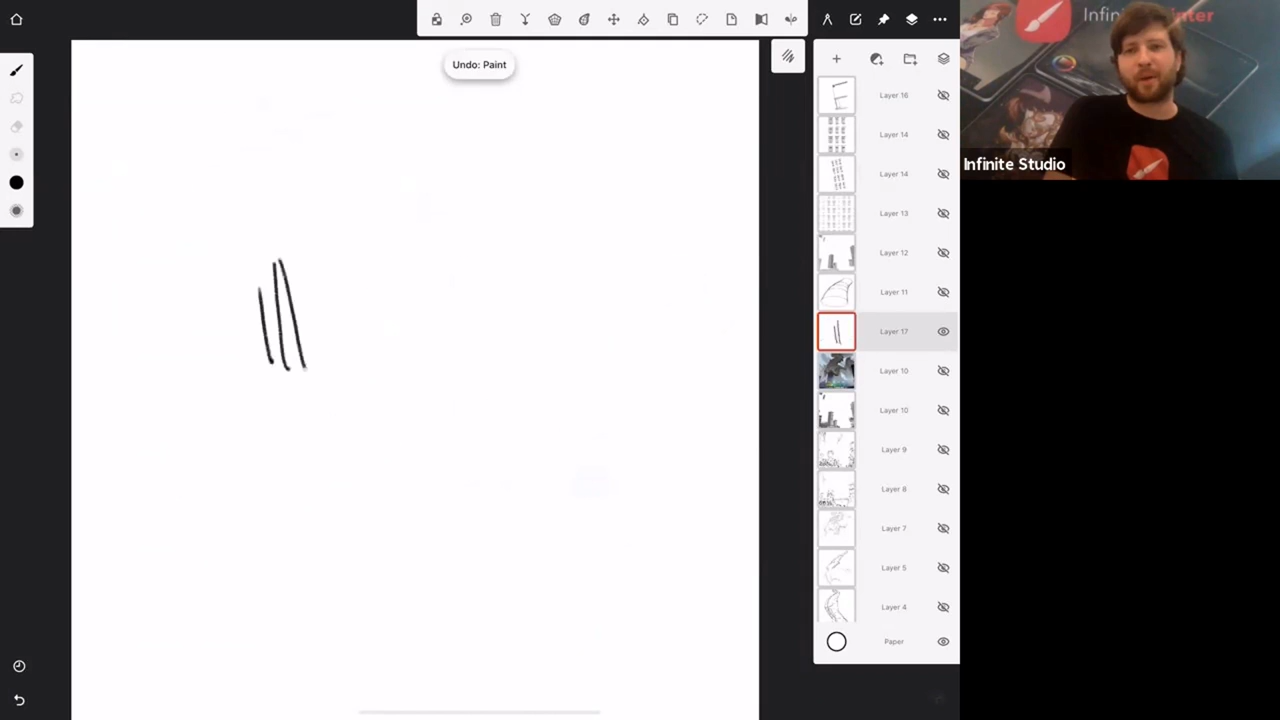 Undo: Paint
Layer 16
Layer 14
Layer 14
Layer 13
Layer 12
Layer 11
Layer 17
Layer 10
Layer 10
Layer 9
Layer 8
Layer 7
Layer 5
Layer 4
Paper
Infinite Studio